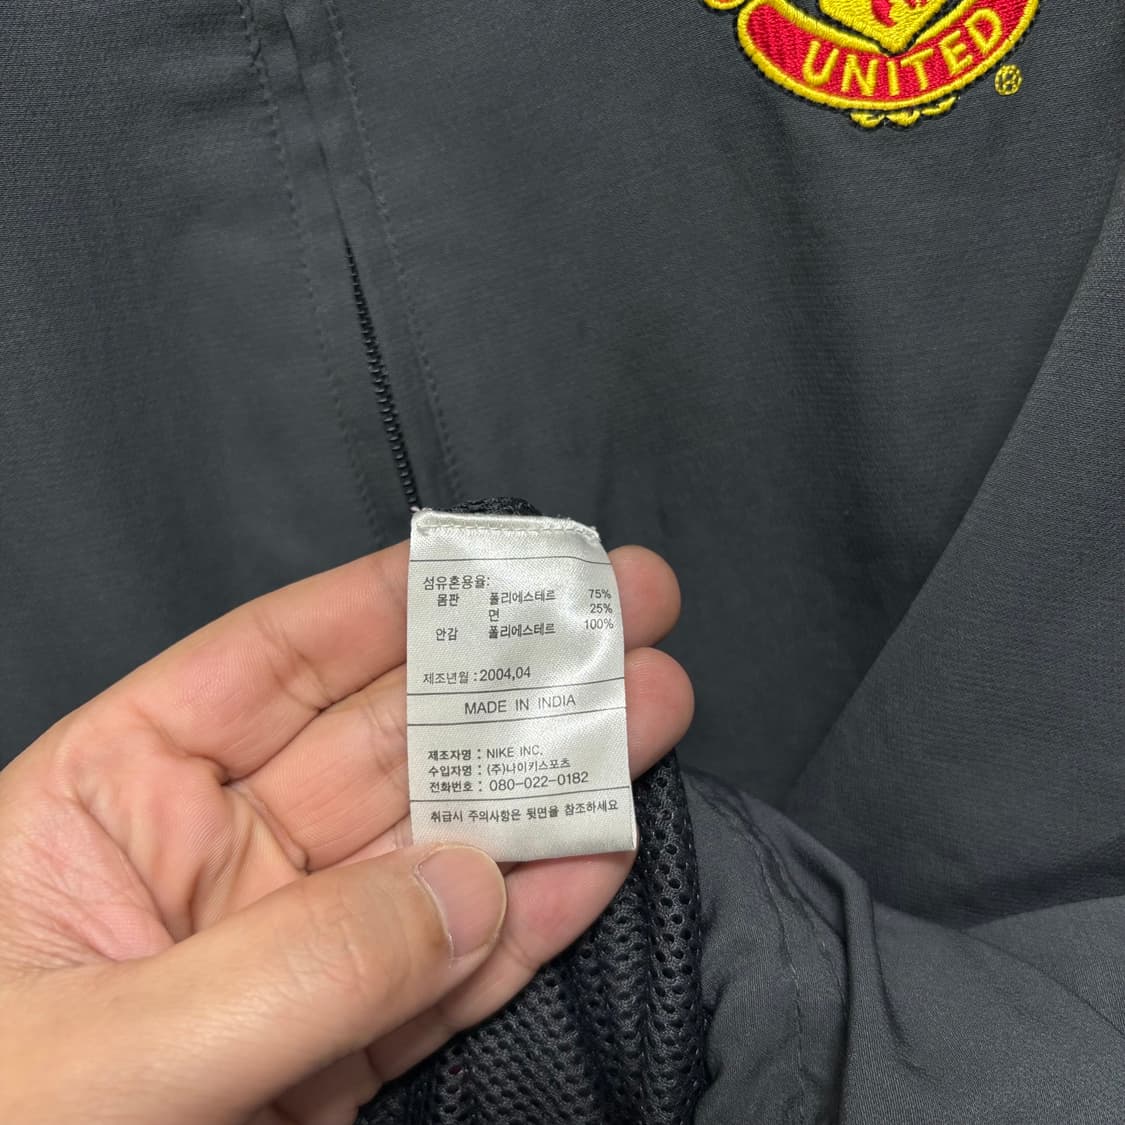 UNITED
®
섬유혼용율:
몸판 폴리에스테르 75%
면 25%
안감 폴리에스테르 100%
제조년월 : 2004,04
MADE IN INDIA
제조자명 : NIKE INC.
수입자명 : (주)나이키스포츠
전화번호 : 080-022-0182
취급시 주의사항은 뒷면을 참조하세요